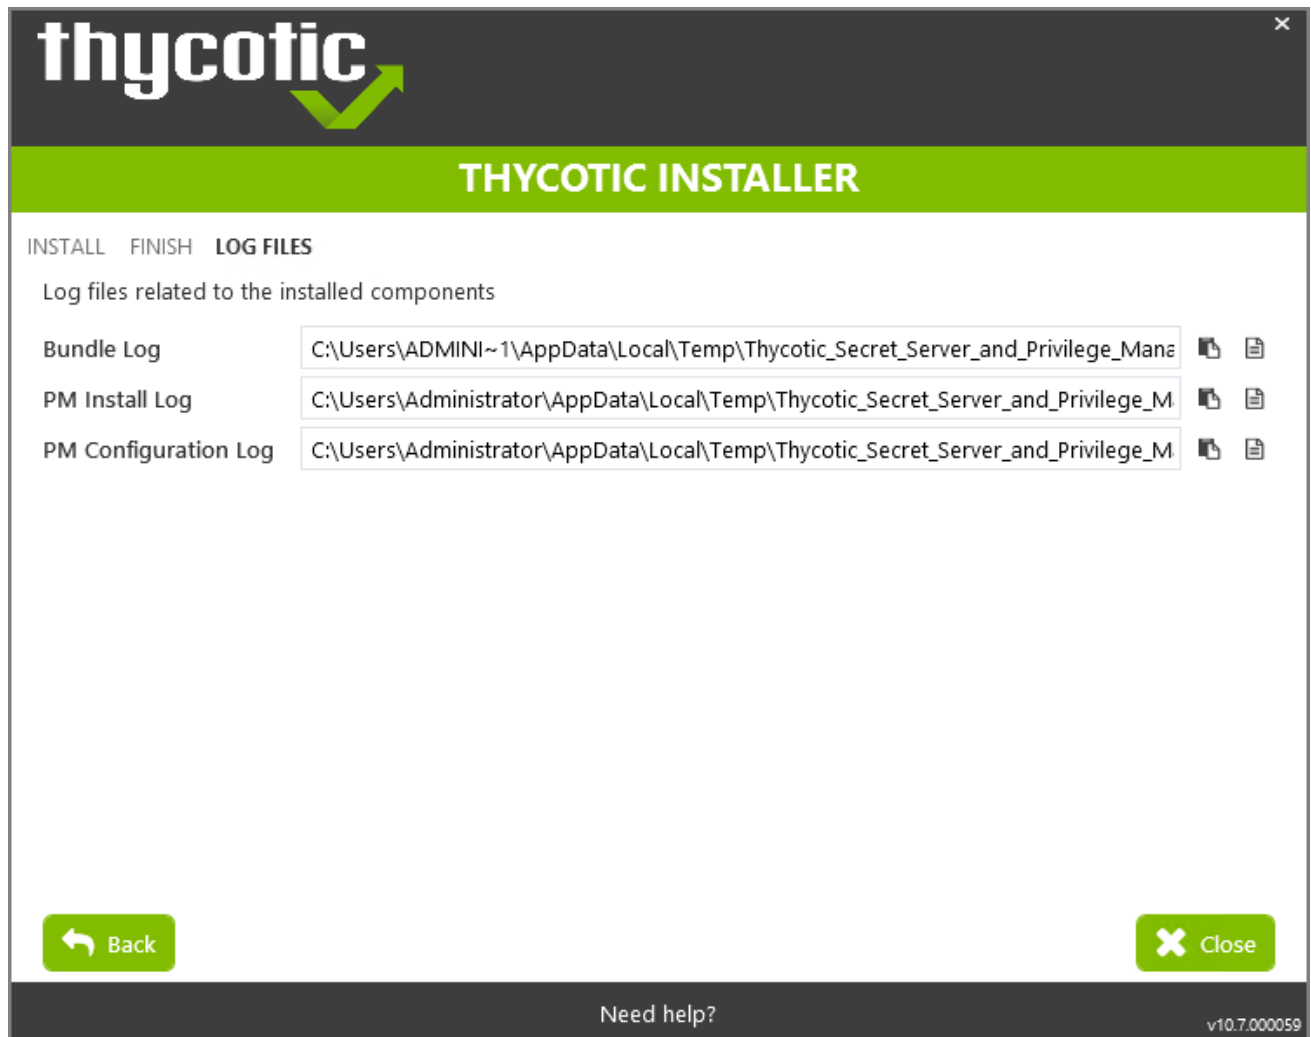 thycotic
THYCOTIC INSTALLER
INSTALL FINISH LOG FILES
Log files related to the installed components
Bundle Log C:\Users\ADMINI~1\AppData\Local\Temp\Thycotic_Secret_Server_and_Privilege_Mana
PM Install Log C:\Users\Administrator\AppData\Local\Temp\Thycotic_Secret_Server_and_Privilege_M
PM Configuration Log C:\Users\Administrator\AppData\Local\Temp\Thycotic_Secret_Server_and_Privilege_M
Back Close
Need help?
v10.7.000059